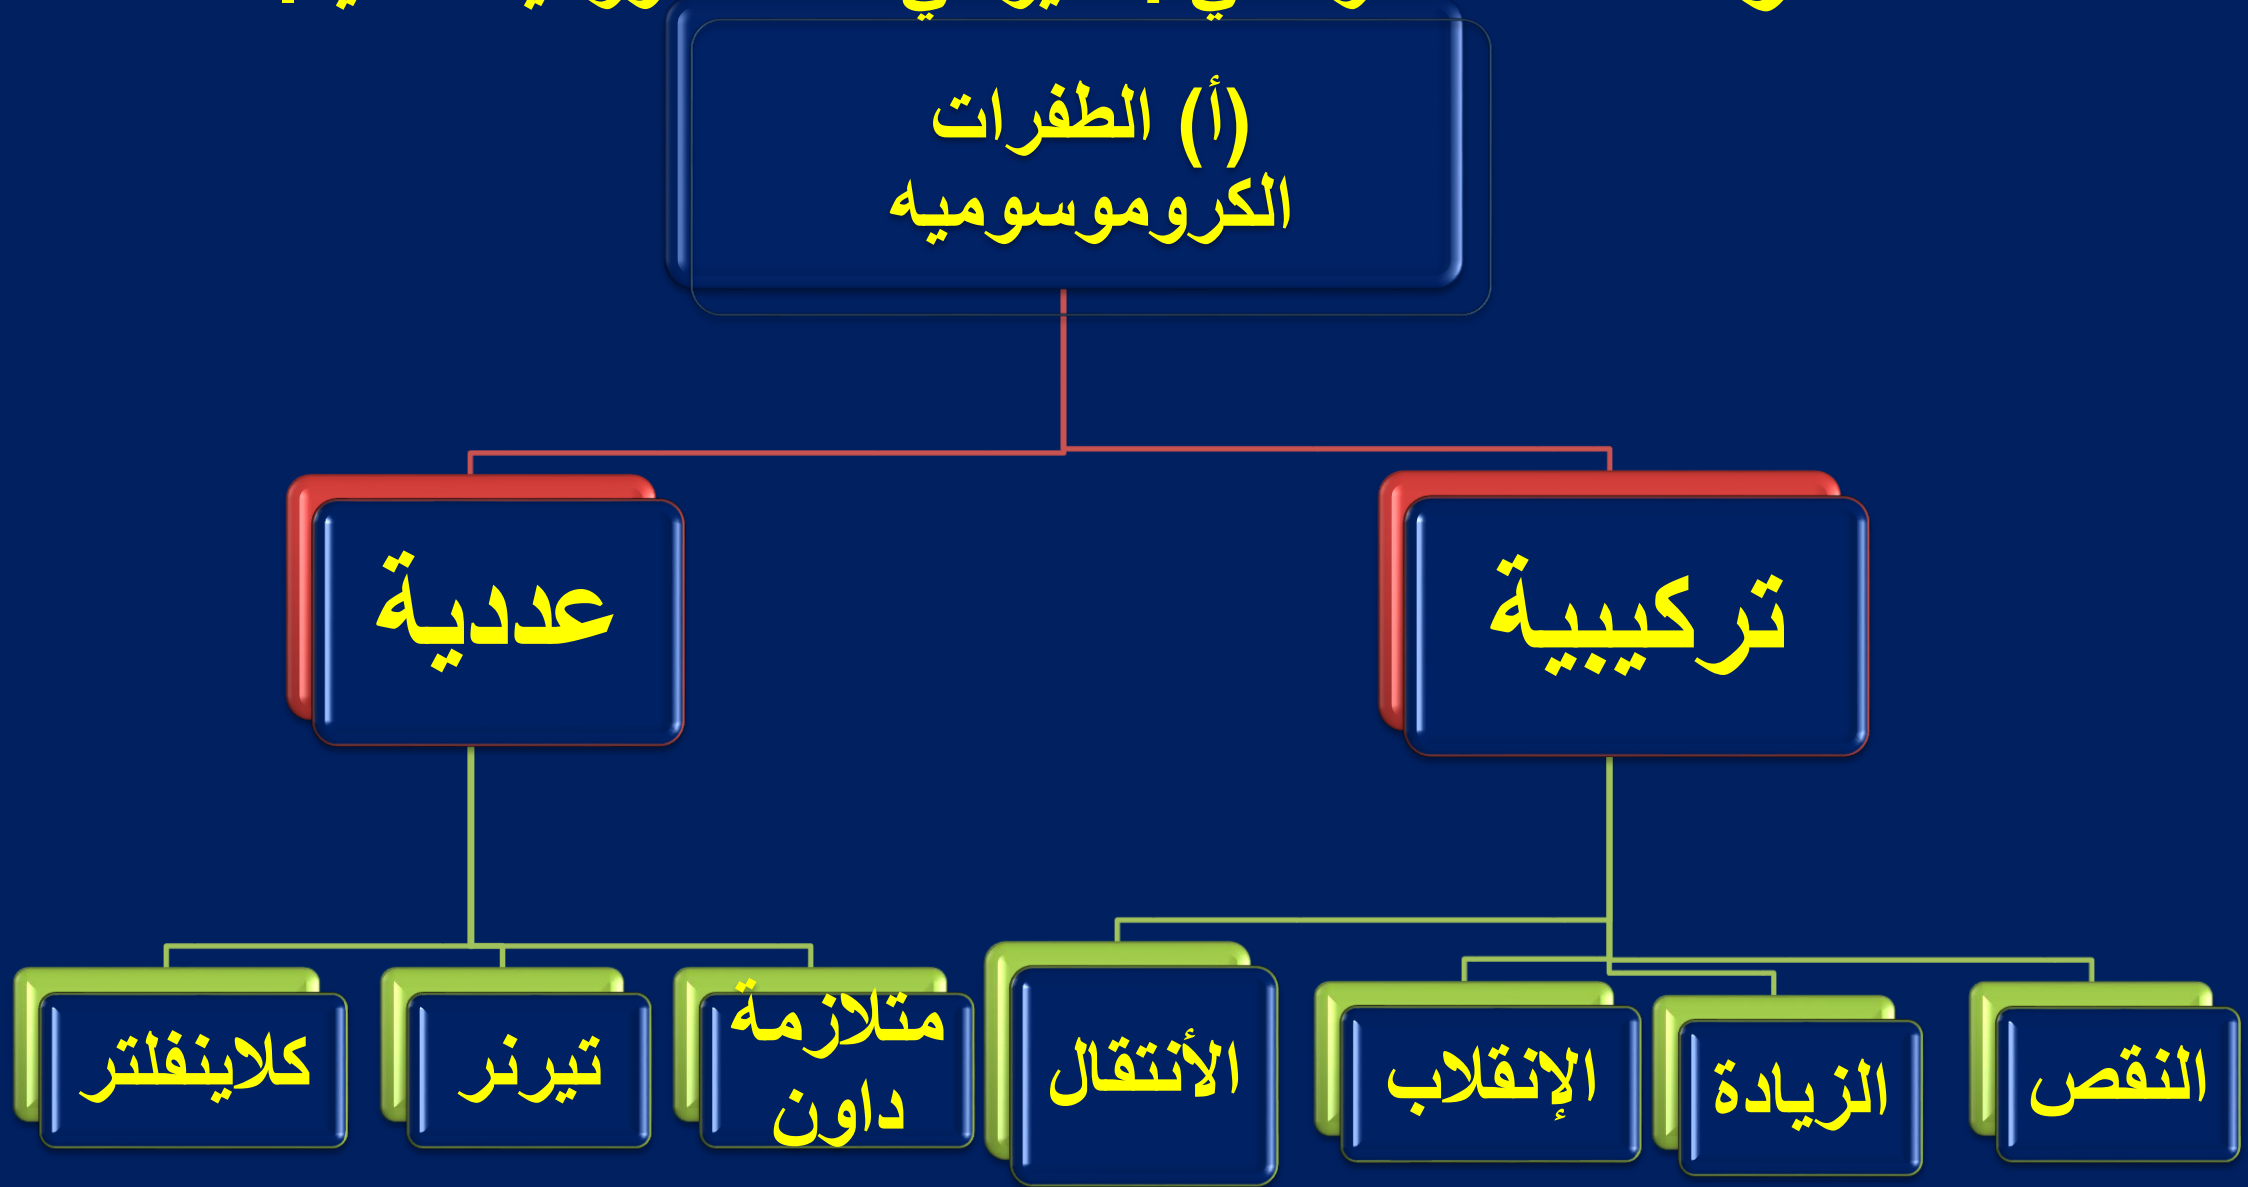 (أ) الطفرات
الكروموسوميه
تركيبية
عددية
النقص
الزيادة
الإنقلاب
الأنتقال
متلازمة
داون
تيرنر
كلاينفلتر